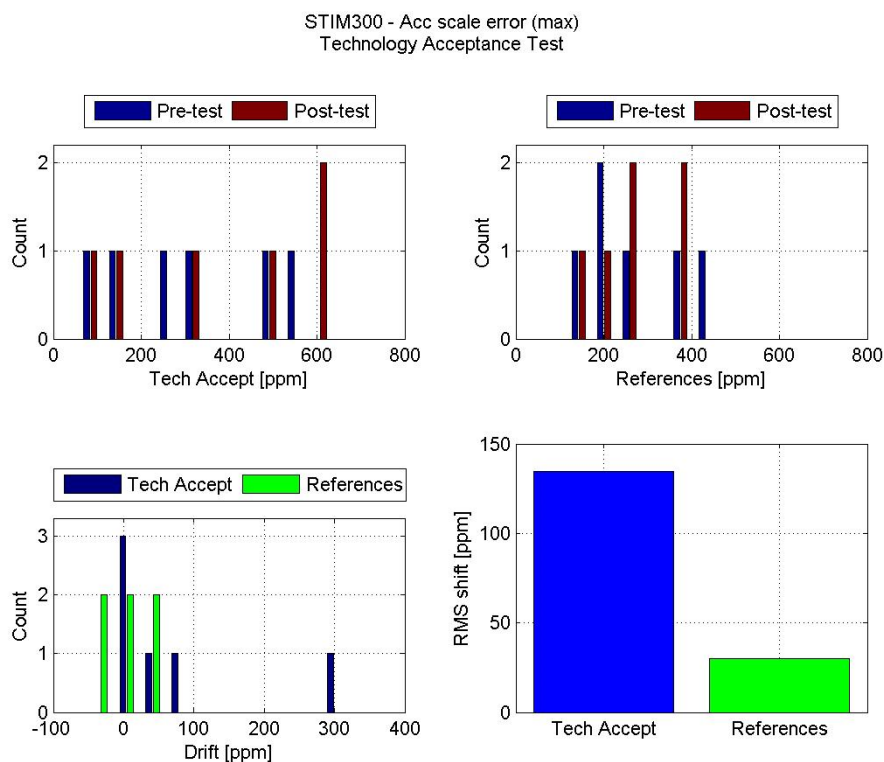 STIM300 - Acc scale error (max)
Technology Acceptance Test
Pre-test Post-test
2
1
0
Count
0 200 400 600 800
Tech Accept [ppm]
Pre-test Post-test
2
1
0
Count
0 200 400 600 800
References [ppm]
Tech Accept References
3
2
1
0
Count
-100 0 100 200 300 400
Drift [ppm]
150
100
50
0
RMS shift [ppm]
Tech Accept References